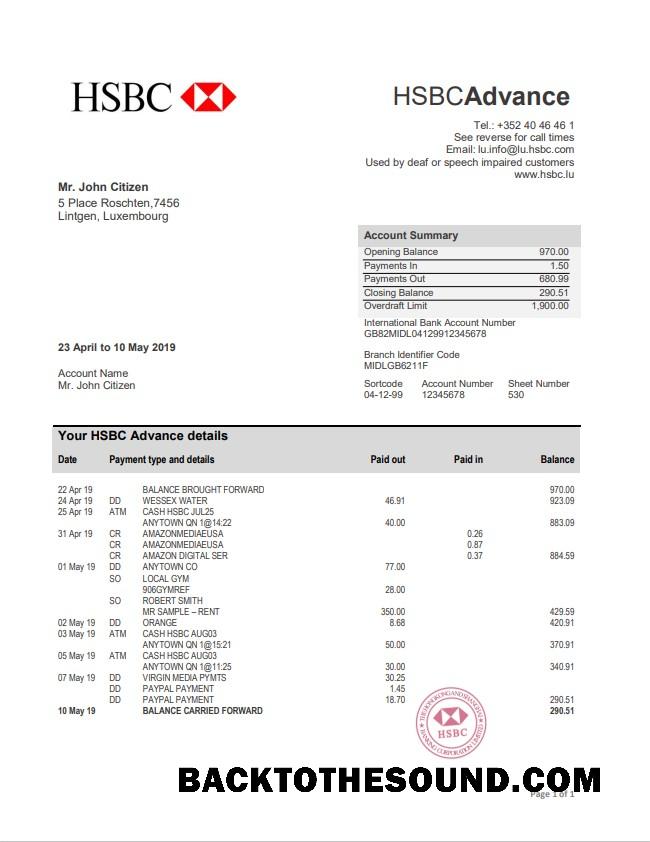 HSBC
HSBCAdvance
Tel.: +352 40 46 46 1
See reverse for call times
Email: lu.info@lu.hsbc.com
Used by deaf or speech impaired customers
www.hsbc.lu
Mr. John Citizen
5 Place Roschten,7456
Lintgen, Luxembourg
Account Summary
Opening Balance 970.00
Payments In 1.50
Payments Out 680.99
Closing Balance 290.51
Overdraft Limit 1,900.00
International Bank Account Number
GB82MIDL04129912345678
23 April to 10 May 2019
Branch Identifier Code
MIDLGB6211F
Account Name
Mr. John Citizen
Sortcode Account Number Sheet Number
04-12-99 12345678 530
Your HSBC Advance details
Date Payment type and details Paid out Paid in Balance
22 Apr 19 BALANCE BROUGHT FORWARD 970.00
24 Apr 19 DD WESSEX WATER 46.91 923.09
25 Apr 19 ATM CASH HSBC JUL25
ANYTOWN QN 1@14:22 40.00 883.09
31 Apr 19 CR AMAZONMEDIAEUSA 0.26
CR AMAZONMEDIAEUSA 0.87
CR AMAZON DIGITAL SER 0.37 884.59
01 May 19 DD ANYTOWN CO 77.00
SO LOCAL GYM
906GYMREF 28.00
SO ROBERT SMITH
MR SAMPLE – RENT 350.00 429.59
02 May 19 DD ORANGE 8.68 420.91
03 May 19 ATM CASH HSBC AUG03
ANYTOWN QN 1@15:21 50.00 370.91
05 May 19 ATM CASH HSBC AUG03
ANYTOWN QN 1@11:25 30.00 340.91
07 May 19 DD VIRGIN MEDIA PYMTS 30.25
DD PAYPAL PAYMENT 1.45
DD PAYPAL PAYMENT 18.70 290.51
10 May 19 BALANCE CARRIED FORWARD 290.51
THE HONGKONG AND SHANGHAI
HSBC
BANKING CORPORATION LIMITED
BACKTOTHESOUND.COM
Page 1 of 1